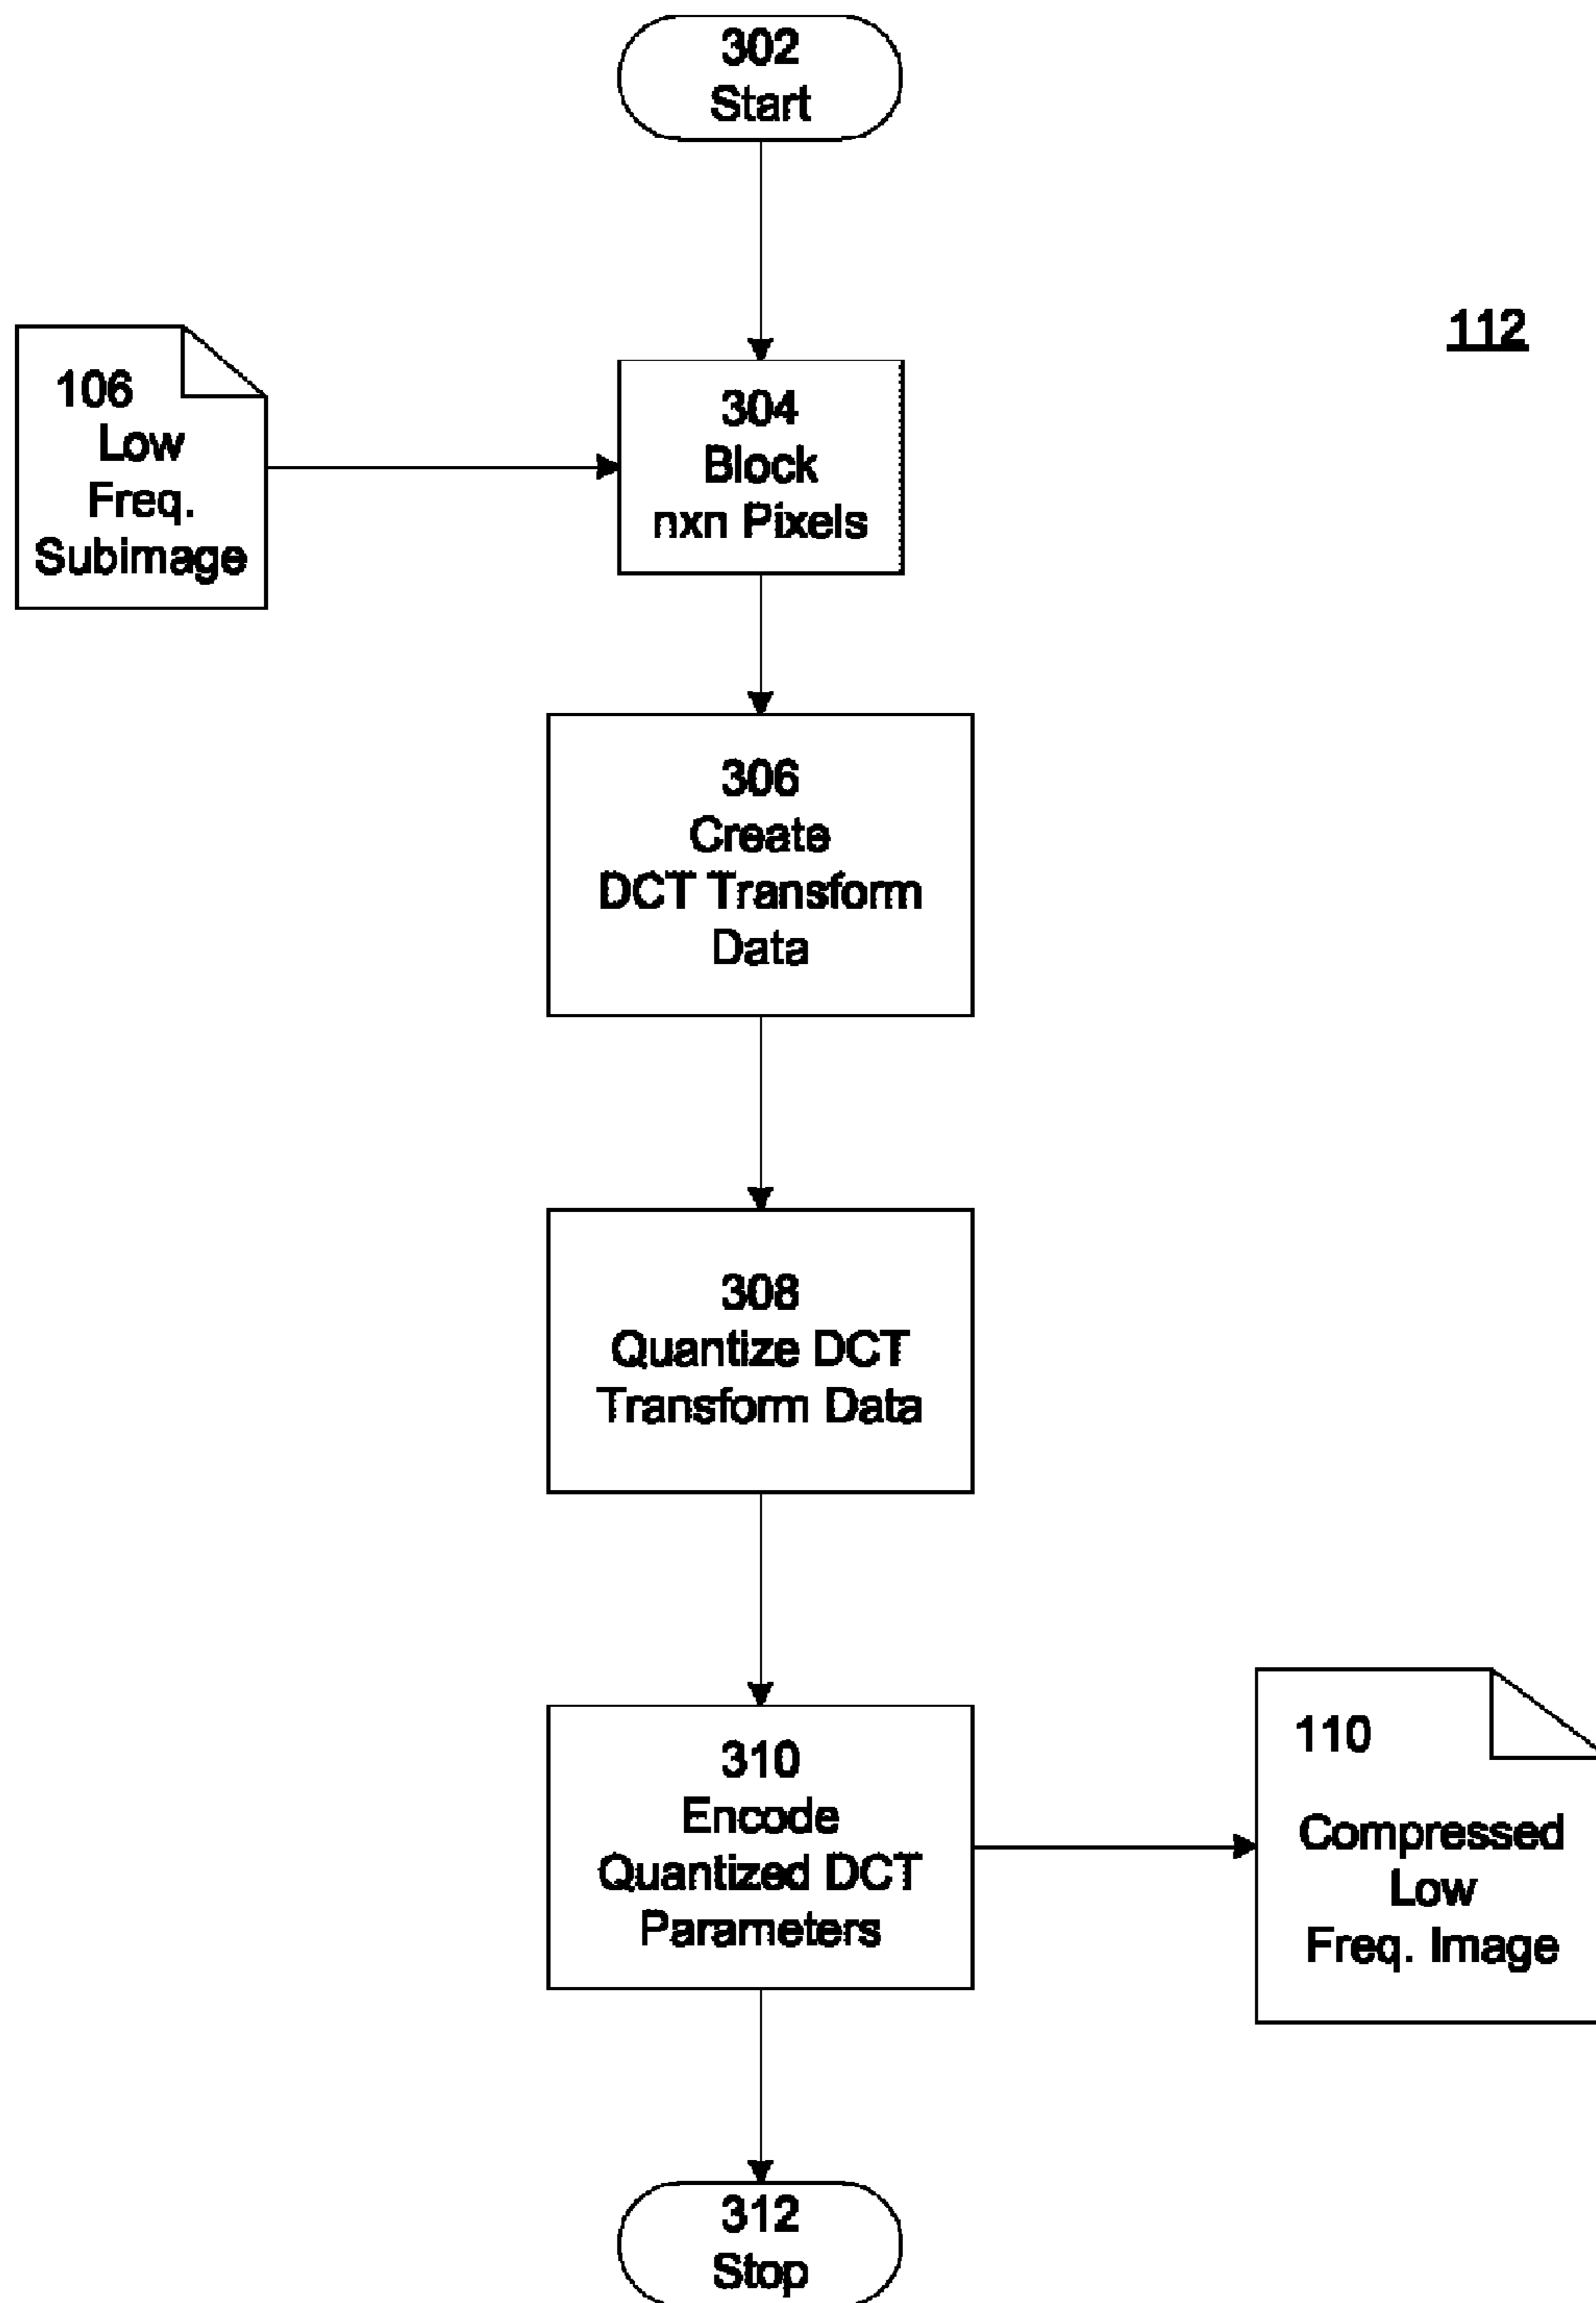 302
Start
112
106
Low
Freq.
Subimage
304
Block
nxn Pixels
306
Create
DCT Transform
Data
308
Quantize DCT
Transform Data
310
Encode
Quantized DCT
Parameters
110
Compressed
Low
Freq. Image
312
Stop